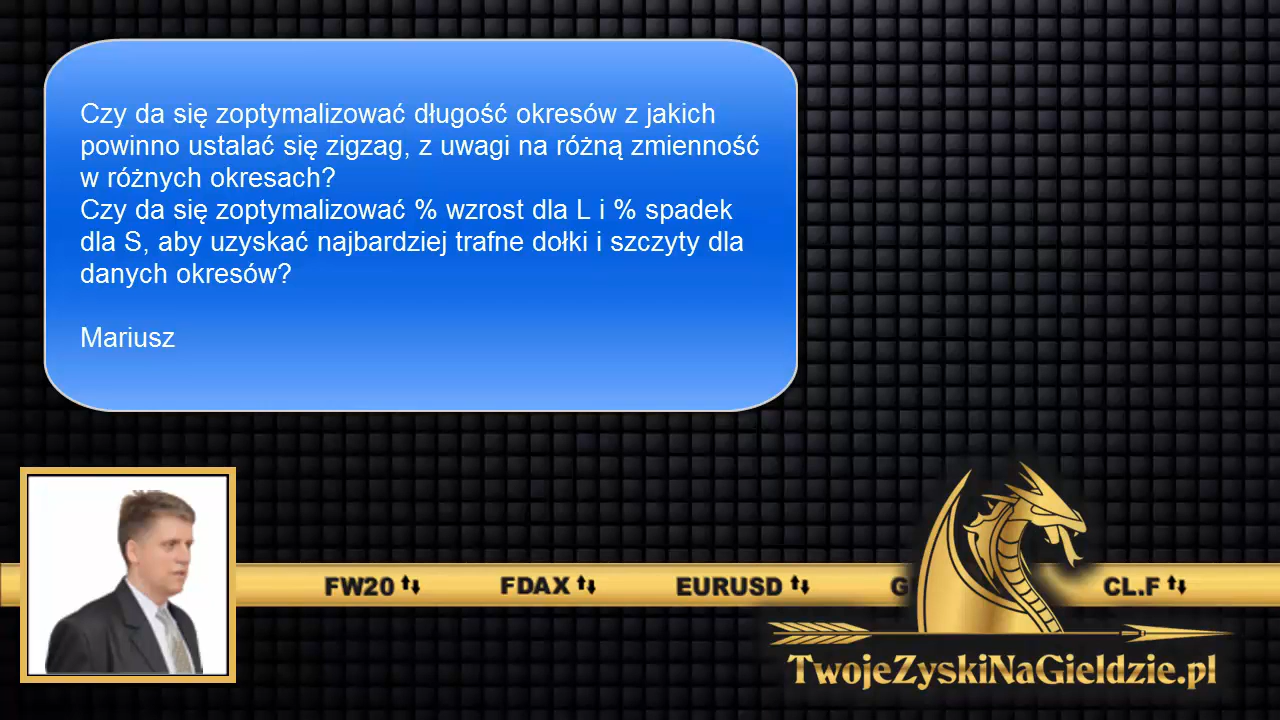 Czy da się zoptymalizować długość okresów z jakich
powinno ustalać się zigzag, z uwagi na różną zmienność
w różnych okresach?
Czy da się zoptymalizować % wzrost dla L i % spadek
dla S, aby uzyskać najbardziej trafne dołki i szczyty dla
danych okresów?
Mariusz
FW20 FDAX EURUSD G CL.F
TwojeZyskiNaGieldzie.pl